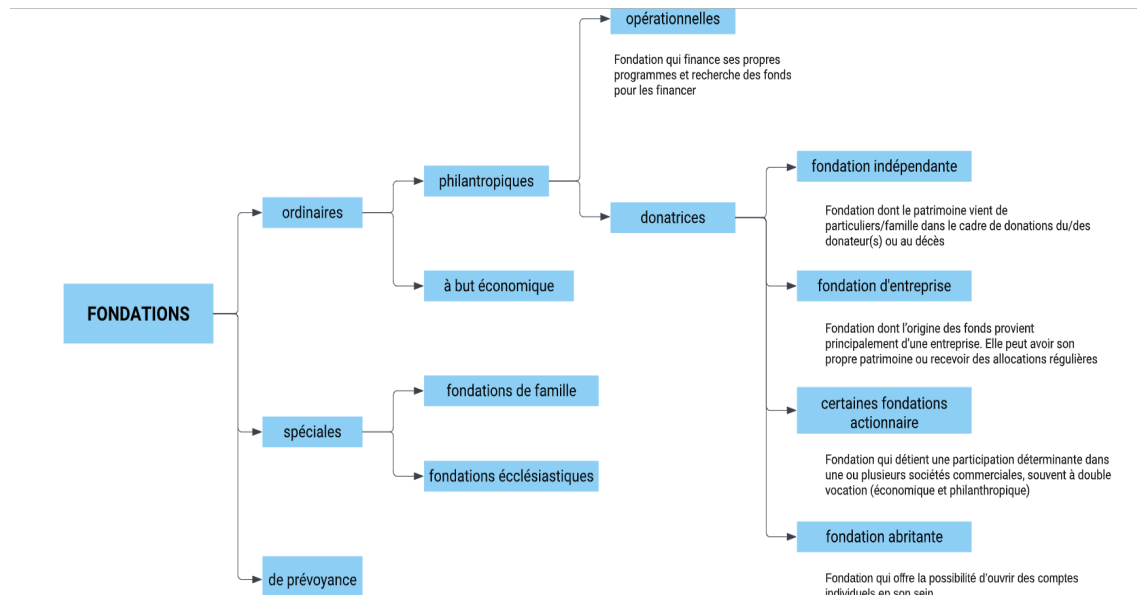 opérationnelles
Fondation qui finance ses propres
programmes et recherche des fonds
pour les financer
philantropiques
fondation indépendante
ordinaires
donatrices
Fondation dont le patrimoine vient de
particuliers/famille dans le cadre de donations du/des
donateur(s) ou au décès
à but économique
fondation d'entreprise
FONDATIONS
Fondation dont l'origine des fonds provient
principalement d'une entreprise. Elle peut avoir son
propre patrimoine ou recevoir des allocations régulières
fondations de famille
certaines fondations
actionnaire
spéciales
Fondation qui détient une participation déterminante dans
une ou plusieurs sociétés commerciales, souvent à double
vocation (économique et philanthropique)
fondations écclésiastiques
fondation abritante
de prévoyance
Fondation qui offre la possibilité d'ouvrir des comptes
individuels en son sein